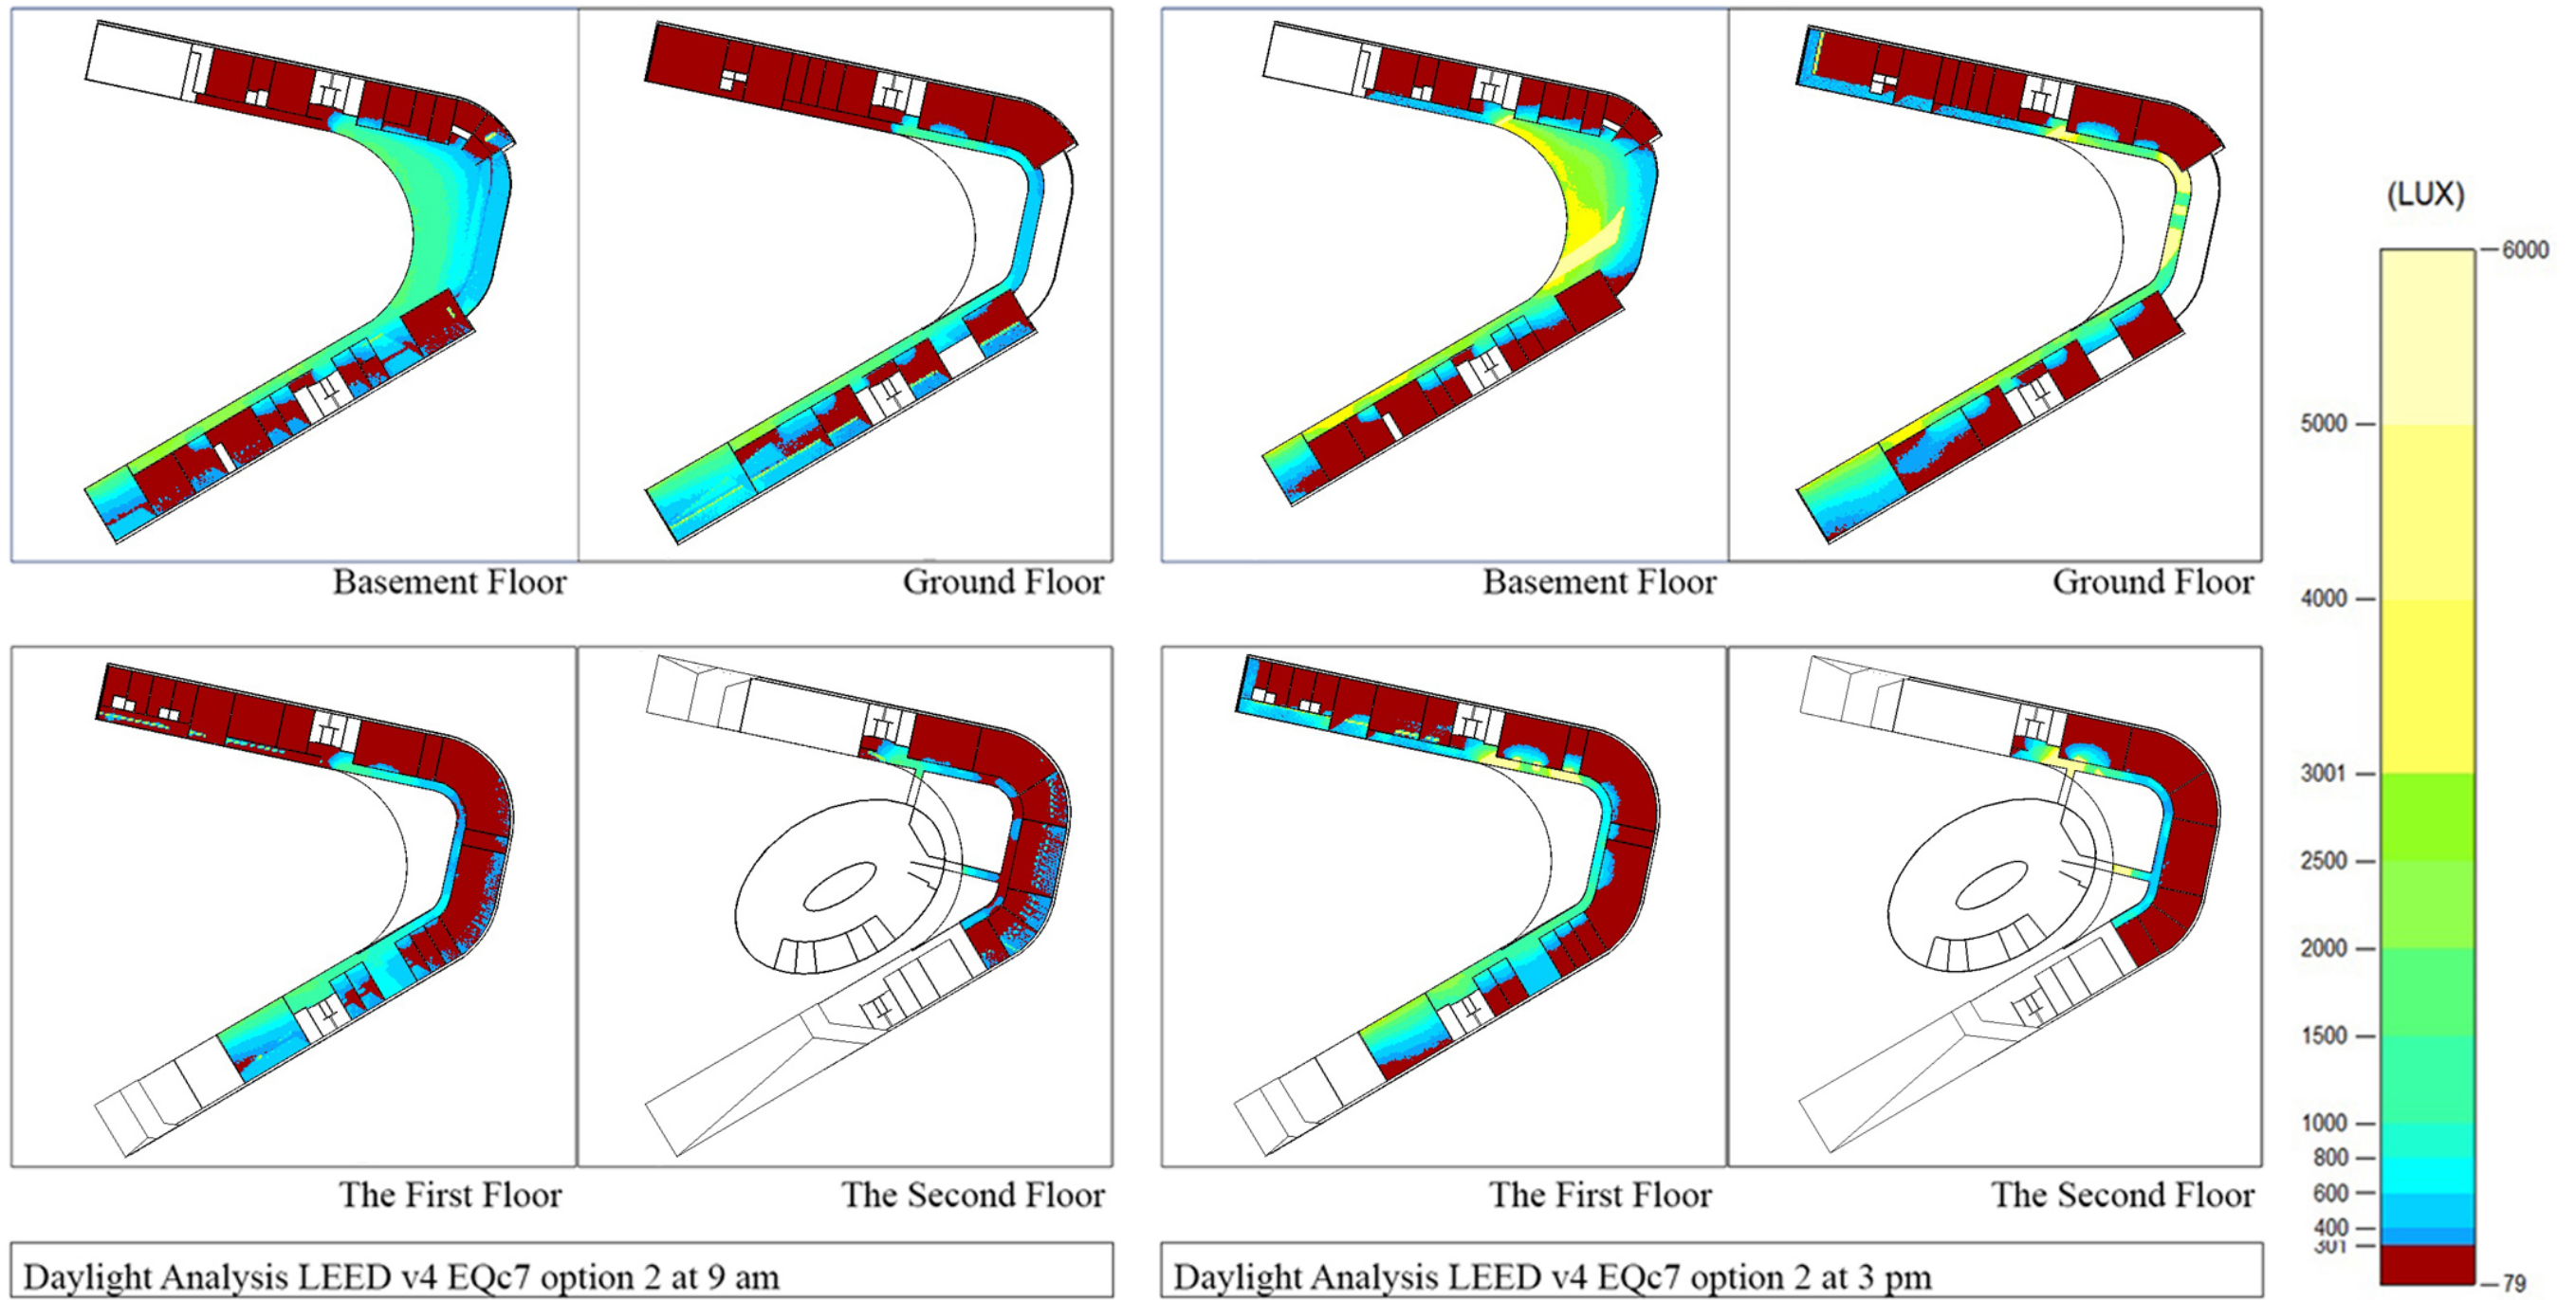 Basement Floor
Ground Floor
Basement Floor
Ground Floor
The First Floor
The Second Floor
The First Floor
The Second Floor
Daylight Analysis LEED v4 EQc7 option 2 at 9 am
Daylight Analysis LEED v4 EQc7 option 2 at 3 pm
(LUX)
6000
5000
4000
3001
2500
2000
1500
1000
800
600
400
301
79